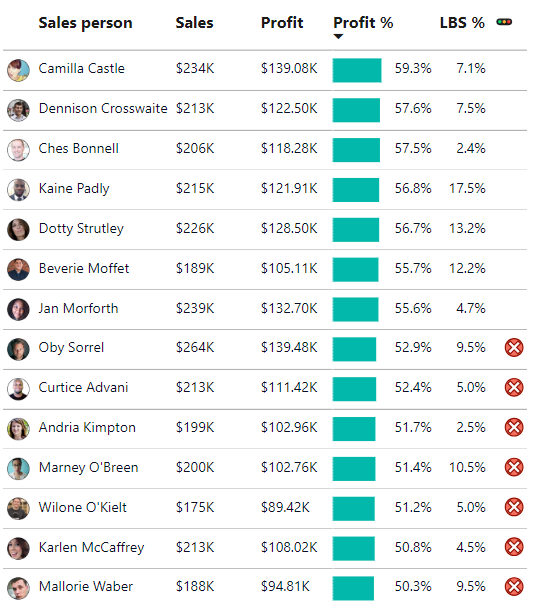 Sales person Sales Profit Profit % LBS %
Camilla Castle $234K $139.08K 59.3% 7.1%
Dennison Crosswaite $213K $122.50K 57.6% 7.5%
Ches Bonnell $206K $118.28K 57.5% 2.4%
Kaine Padly $215K $121.91K 56.8% 17.5%
Dotty Strutley $226K $128.50K 56.7% 13.2%
Beverie Moffet $189K $105.11K 55.7% 12.2%
Jan Morforth $239K $132.70K 55.6% 4.7%
Oby Sorrel $264K $139.48K 52.9% 9.5%
Curtice Advani $213K $111.42K 52.4% 5.0%
Andria Kimpton $199K $102.96K 51.7% 2.5%
Marney O'Breen $200K $102.76K 51.4% 10.5%
Wilone O'Kielt $175K $89.42K 51.2% 5.0%
Karlen McCaffrey $213K $108.02K 50.8% 4.5%
Mallorie Waber $188K $94.81K 50.3% 9.5%